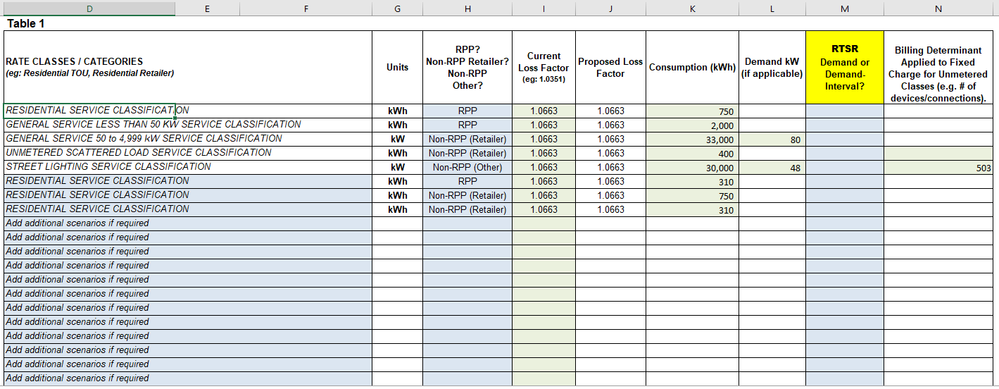 D E F G H I J K L M N
Table 1
RATE CLASSES / CATEGORIES
(eg: Residential TOU, Residential Retailer)
Units
RPP?
Non-RPP Retailer?
Non-RPP
Other?
Current
Loss Factor
(eg: 1.0351)
Proposed Loss
Factor
Consumption (kWh)
Demand kW
(if applicable)
RTSR
Demand or
Demand-
Interval?
Billing Determinant
Applied to Fixed
Charge for Unmetered
Classes (e.g. # of
devices/connections).
RESIDENTIAL SERVICE CLASSIFICATION kWh RPP 1.0663 1.0663 750
GENERAL SERVICE LESS THAN 50 KW SERVICE CLASSIFICATION kWh RPP 1.0663 1.0663 2,000
GENERAL SERVICE 50 to 4,999 kW SERVICE CLASSIFICATION kW Non-RPP (Retailer) 1.0663 1.0663 33,000 80
UNMETERED SCATTERED LOAD SERVICE CLASSIFICATION kWh Non-RPP (Retailer) 1.0663 1.0663 400
STREET LIGHTING SERVICE CLASSIFICATION kW Non-RPP (Other) 1.0663 1.0663 30,000 48 503
RESIDENTIAL SERVICE CLASSIFICATION kWh RPP 1.0663 1.0663 310
RESIDENTIAL SERVICE CLASSIFICATION kWh Non-RPP (Retailer) 1.0663 1.0663 750
RESIDENTIAL SERVICE CLASSIFICATION kWh Non-RPP (Retailer) 1.0663 1.0663 310
Add additional scenarios if required
Add additional scenarios if required
Add additional scenarios if required
Add additional scenarios if required
Add additional scenarios if required
Add additional scenarios if required
Add additional scenarios if required
Add additional scenarios if required
Add additional scenarios if required
Add additional scenarios if required
Add additional scenarios if required
Add additional scenarios if required